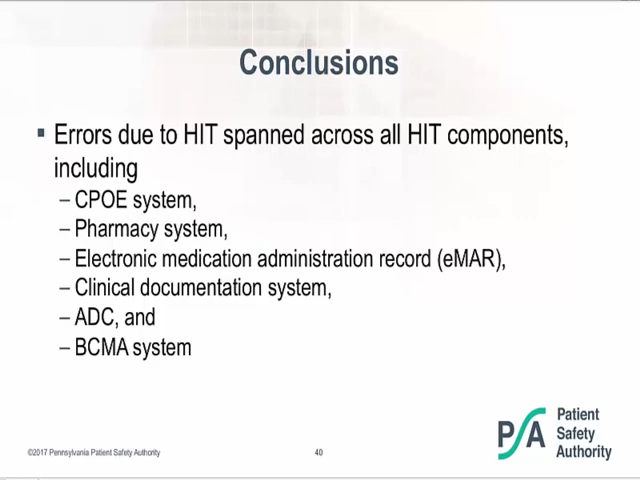 Conclusions
▪ Errors due to HIT spanned across all HIT components,
including
– CPOE system,
– Pharmacy system,
– Electronic medication administration record (eMAR),
– Clinical documentation system,
– ADC, and
– BCMA system
PSA
Patient
Safety
Authority
©2017 Pennsylvania Patient Safety Authority
40